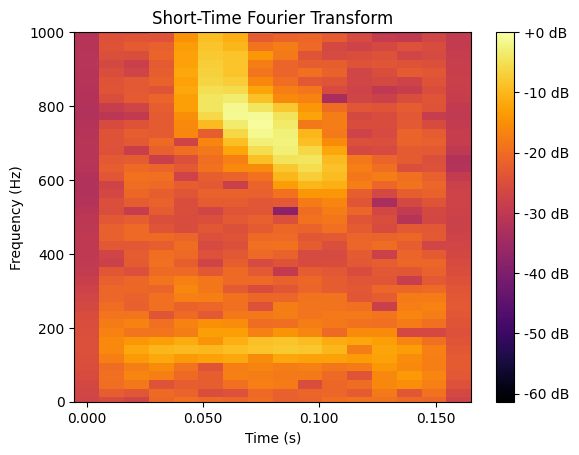 Short-Time Fourier Transform
1000
800
600
400
200
0
Frequency (Hz)
0.000
0.050
0.100
0.150
Time (s)
+0 dB
-10 dB
-20 dB
-30 dB
-40 dB
-50 dB
-60 dB